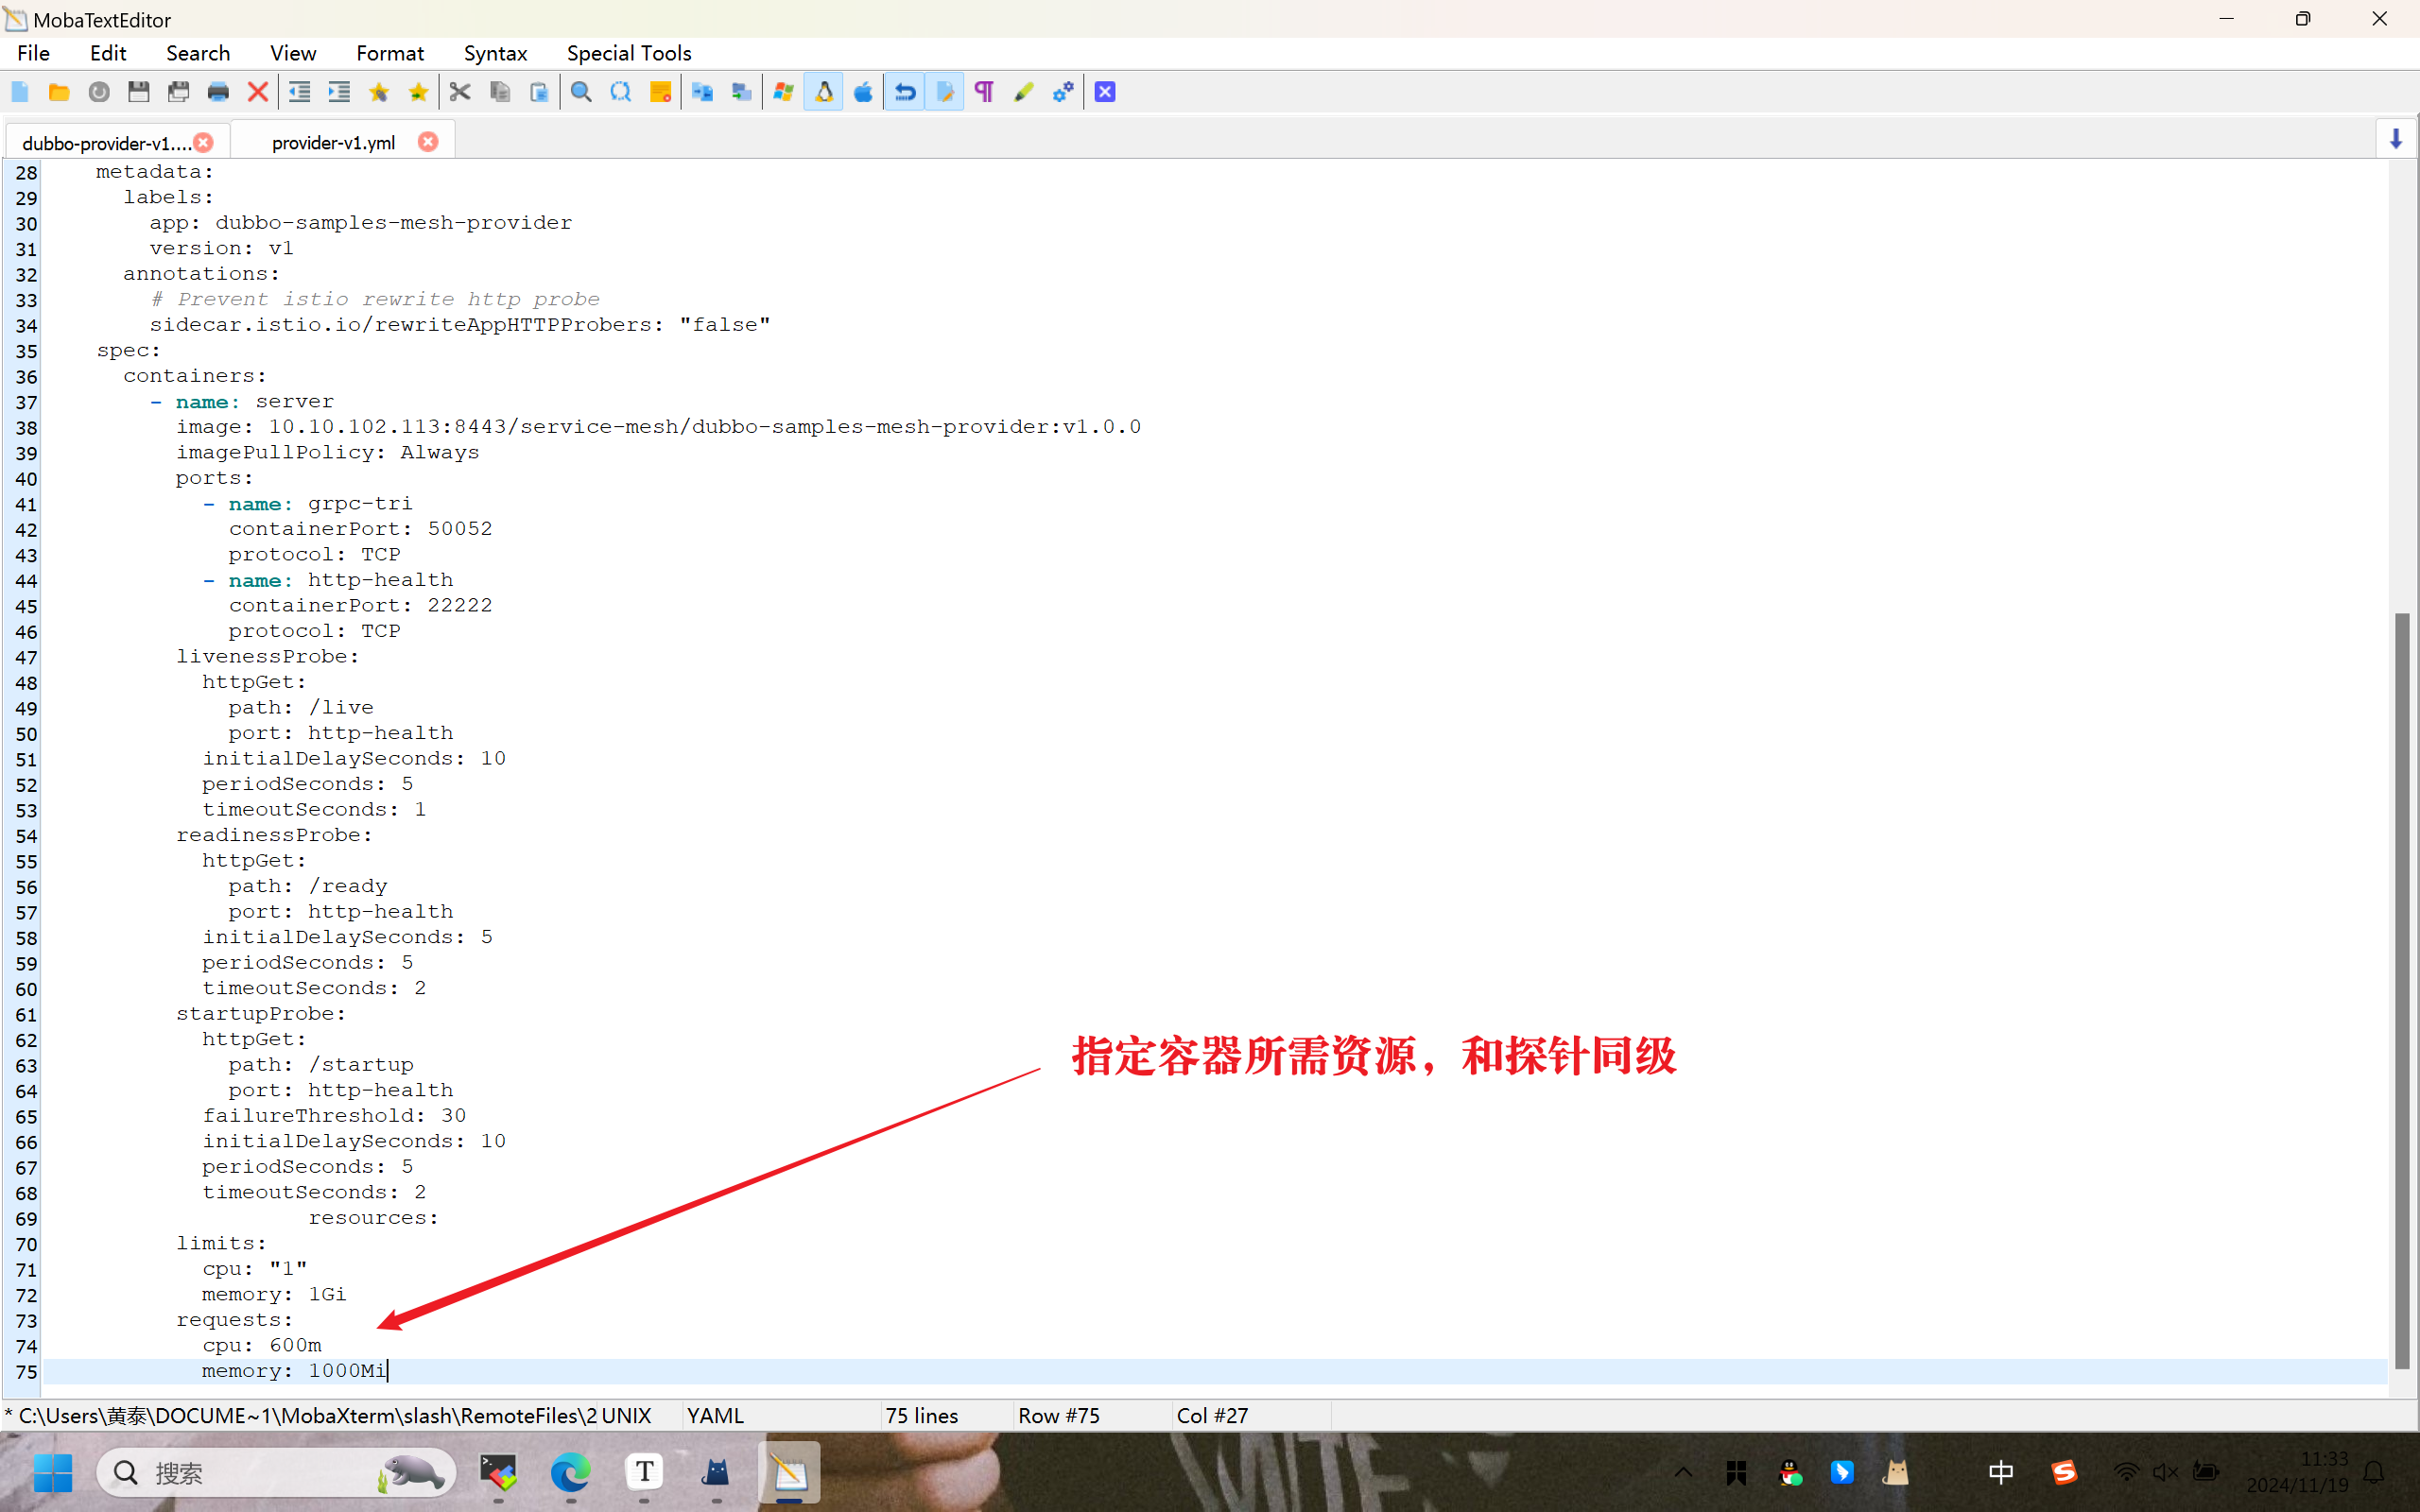 MobaTextEditor
File Edit Search View Format Syntax Special Tools
dubbo-provider-v1.... provider-v1.yml
28 metadata:
29 labels:
30 app: dubbo-samples-mesh-provider
31 version: v1
32 annotations:
33 # Prevent istio rewrite http probe
34 sidecar.istio.io/rewriteAppHTTPProbers: "false"
35 spec:
36 containers:
37 - name: server
38 image: 10.10.102.113:8443/service-mesh/dubbo-samples-mesh-provider:v1.0.0
39 imagePullPolicy: Always
40 ports:
41 - name: grpc-tri
42 containerPort: 50052
43 protocol: TCP
44 - name: http-health
45 containerPort: 22222
46 protocol: TCP
47 livenessProbe:
48 httpGet:
49 path: /live
50 port: http-health
51 initialDelaySeconds: 10
52 periodSeconds: 5
53 timeoutSeconds: 1
54 readinessProbe:
55 httpGet:
56 path: /ready
57 port: http-health
58 initialDelaySeconds: 5
59 periodSeconds: 5
60 timeoutSeconds: 2
61 startupProbe:
62 httpGet:
63 path: /startup
64 port: http-health
65 failureThreshold: 30
66 initialDelaySeconds: 10
67 periodSeconds: 5
68 timeoutSeconds: 2
69 resources:
70 limits:
71 cpu: "1"
72 memory: 1Gi
73 requests:
74 cpu: 600m
75 memory: 1000Mi
指定容器所需资源，和探针同级
* C:\Users\黄泰\DOCUME~1\MobaXterm\slash\RemoteFiles\2 UNIX YAML 75 lines Row #75 Col #27
搜索
T
中
11:33
2024/11/19